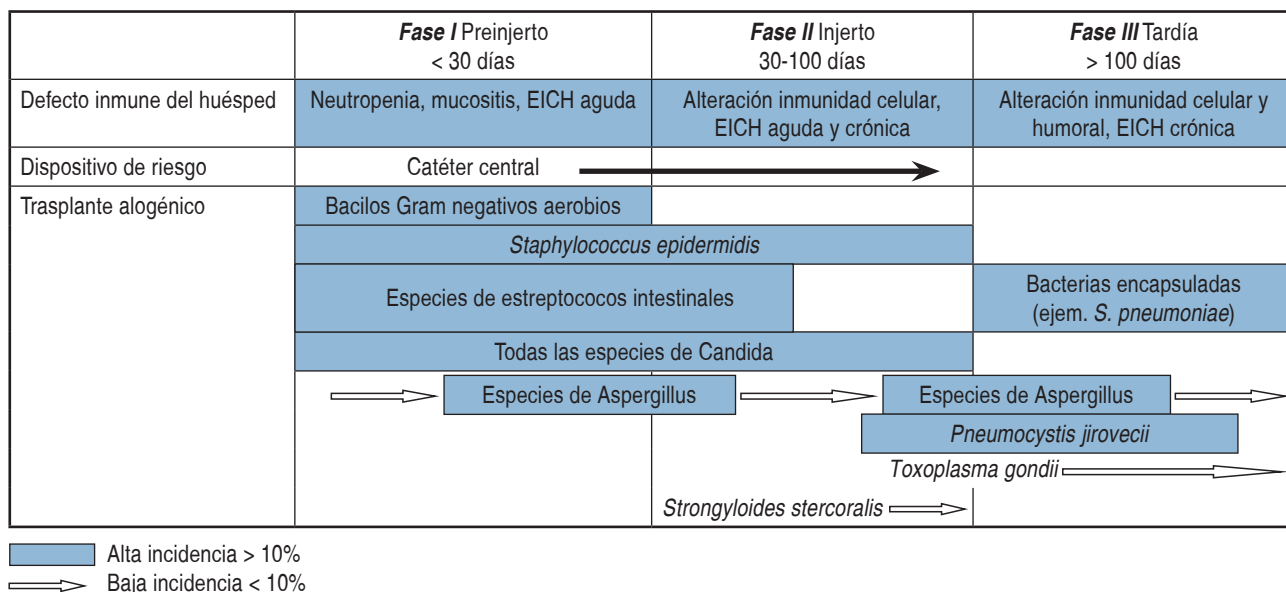 Fase I Preinjerto
< 30 días
Fase II Injerto
30-100 días
Fase III Tardía
> 100 días
Defecto inmune del huésped
Neutropenia, mucositis, EICH aguda
Alteración inmunidad celular,
EICH aguda y crónica
Alteración inmunidad celular y
humoral, EICH crónica
Dispositivo de riesgo
Catéter central
Trasplante alogénico
Bacilos Gram negativos aerobios
Staphylococcus epidermidis
Especies de estreptococos intestinales
Bacterias encapsuladas
(ejem. S. pneumoniae)
Todas las especies de Candida
Especies de Aspergillus
Especies de Aspergillus
Pneumocystis jirovecii
Toxoplasma gondii
Strongyloides stercoralis
Alta incidencia > 10%
Baja incidencia < 10%